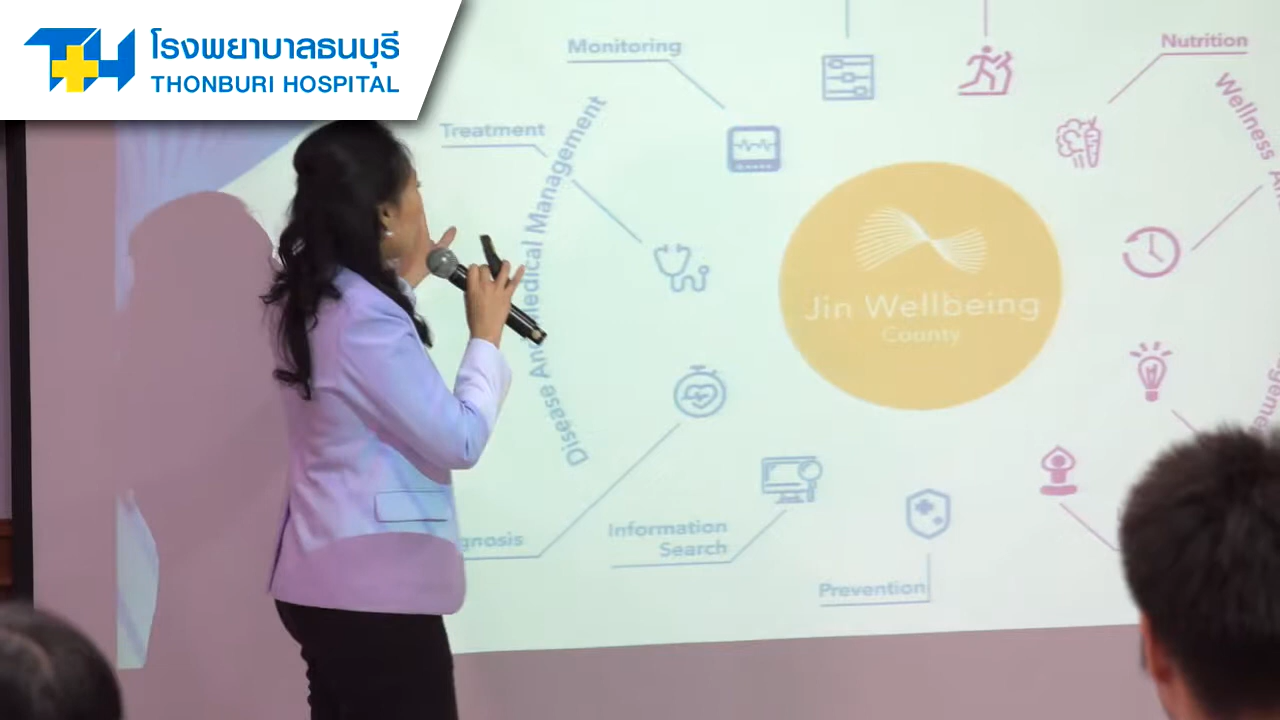 โรงพยาบาลธนบุรี
THONBURI HOSPITAL
Monitoring
Nutrition
Treatment
Disease And Medical Management
Wellness
Jin Wellbeing
County
Information
Search
Prevention